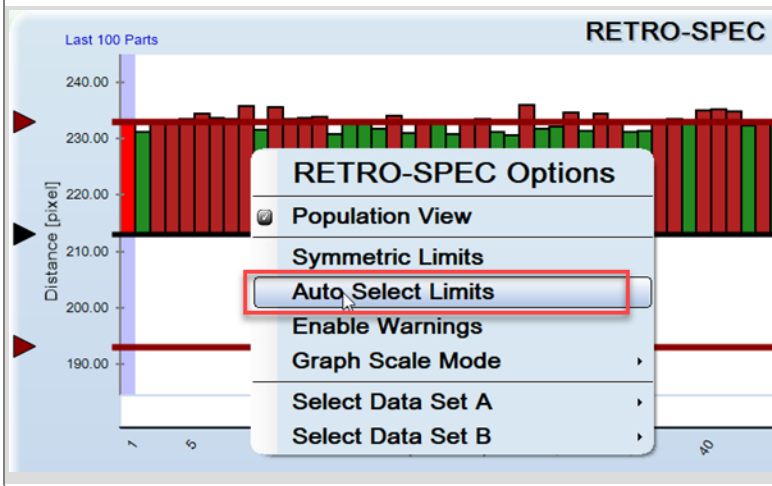 RETRO-SPEC
Last 100 Parts
240.00
230.00
220.00
210.00
200.00
190.00
Distance [pixel]
RETRO-SPEC Options
Population View
Symmetric Limits
Auto Select Limits
Enable Warnings
Graph Scale Mode
Select Data Set A
Select Data Set B
1
5
40